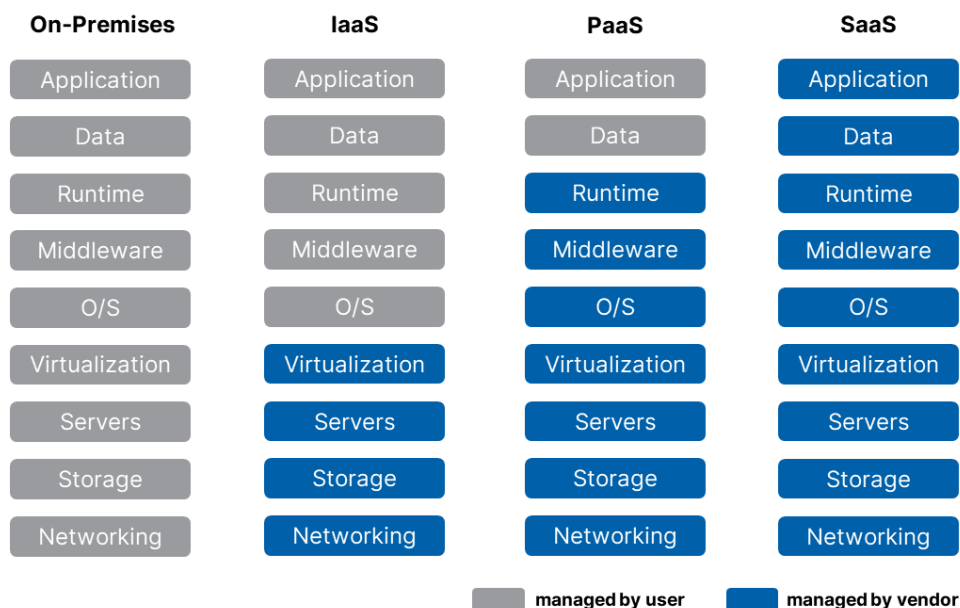 On-Premises IaaS PaaS SaaS
Application Application Application Application
Data Data Data Data
Runtime Runtime Runtime Runtime
Middleware Middleware Middleware Middleware
O/S O/S O/S O/S
Virtualization Virtualization Virtualization Virtualization
Servers Servers Servers Servers
Storage Storage Storage Storage
Networking Networking Networking Networking
managed by user managed by vendor